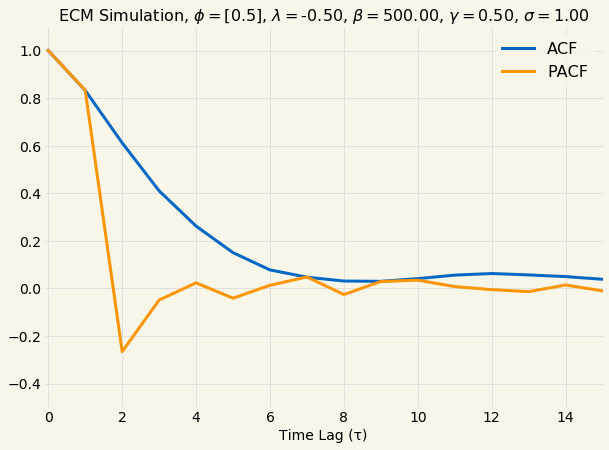 ECM Simulation, ϕ = [0.5], λ = -0.50, β = 500.00, γ = 0.50, σ = 1.00
ACF
PACF
1.0
0.8
0.6
0.4
0.2
0.0
−0.2
−0.4
0 2 4 6 8 10 12 14
Time Lag (τ)